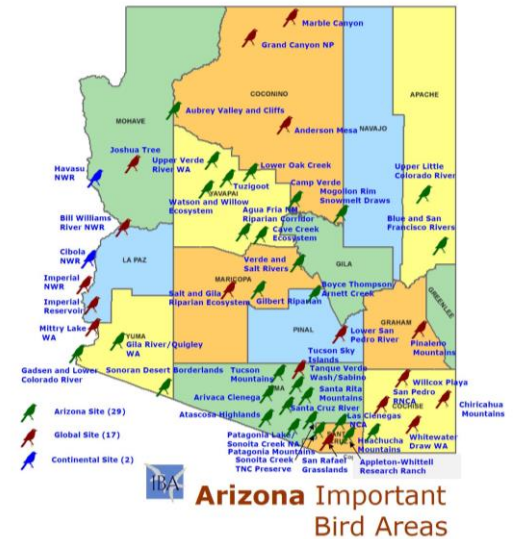 Marble Canyon
Grand Canyon NP
COCONINO
APACHE
Aubrey Valley and Cliffs
MOHAVE
Anderson Mesa
NAVAJO
Joshua Tree
Havasu
NWR
Upper Verde
River WA
Lower Oak Creek
Upper Little
Colorado River
Tuzigoot
Camp Verde
YAVAPAI
Mogollon Rim
Snowmelt Draws
Watson and Willow
Ecosystem
Agua Fria NM
Riparian Corridor
Blue and San
Francisco Rivers
Bill Williams
River NWR
Cave Creek
Ecosystem
Cibola
NWR
LA PAZ
Verde and
Salt Rivers
GILA
Imperial
NWR
MARICOPA
Salt and Gila
Riparian Ecosystem
Gilbert Riparian
Boyce Thompson
Arnett Creek
GREENLEE
Imperial
Reservoir
Mittry Lake
WA
YUMA
Gila River/Quigley
WA
PINAL
GRAHAM
Lower San
Pedro River
Pinaleno
Mountains
Gadsen and Lower
Colorado River
Sonoran Desert Borderlands
Tucson Sky
Islands
Tucson
Mountains
Tanque Verde
Wash/Sabino
Santa Rita
Mountains
Willcox Playa
San Pedro
RNCA
Arivaca Cienega
Chiricahua
Mountains
COCHISE
Atascosa Highlands
Santa Cruz River
Las Cienegas
NCA
Whitewater
Draw WA
Huachuca
Mountains
Patagonia Lake/
Sonoita Creek NA
Patagonia Mountains
Sonoita Creek
TNC Preserve
San Rafael
Grasslands
Appleton-Whittell
Research Ranch
Arizona Site (29)
Global Site (17)
Continental Site (2)
IBA
Arizona Important
Bird Areas